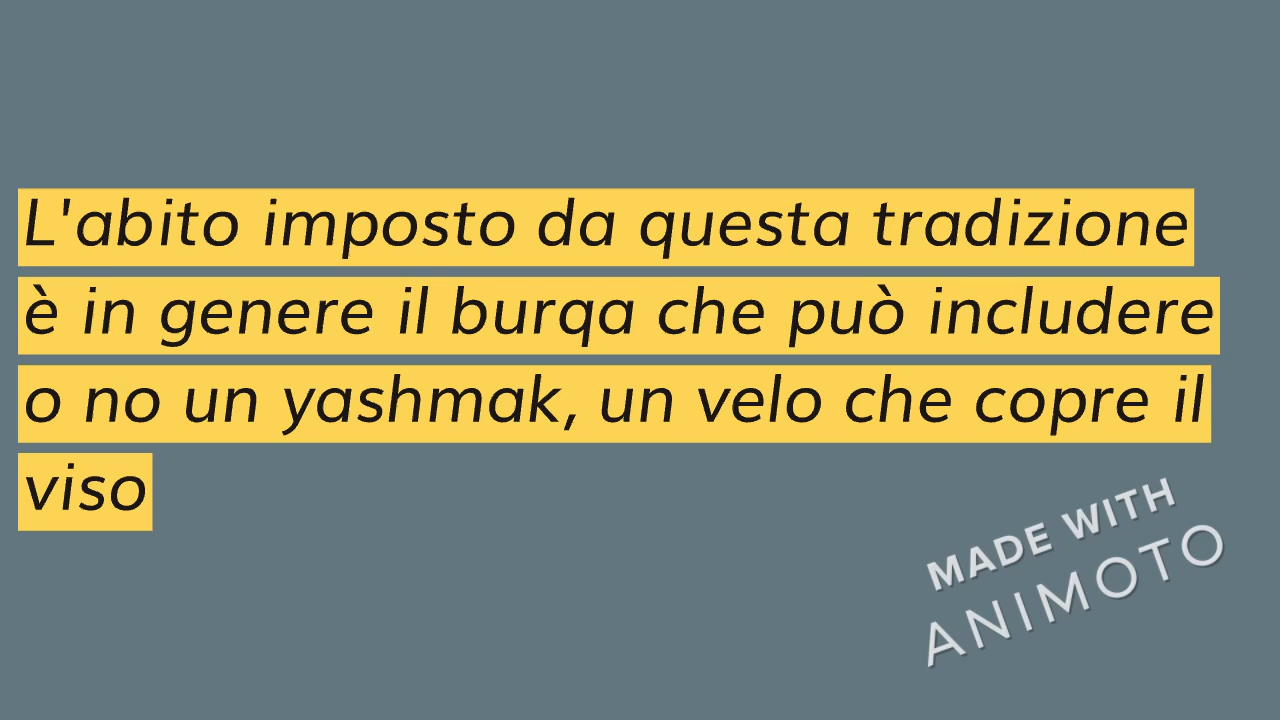 L'abito imposto da questa tradizione
è in genere il burqa che può includere
o no un yashmak, un velo che copre il
viso
MADE WITH
ANIMOTO